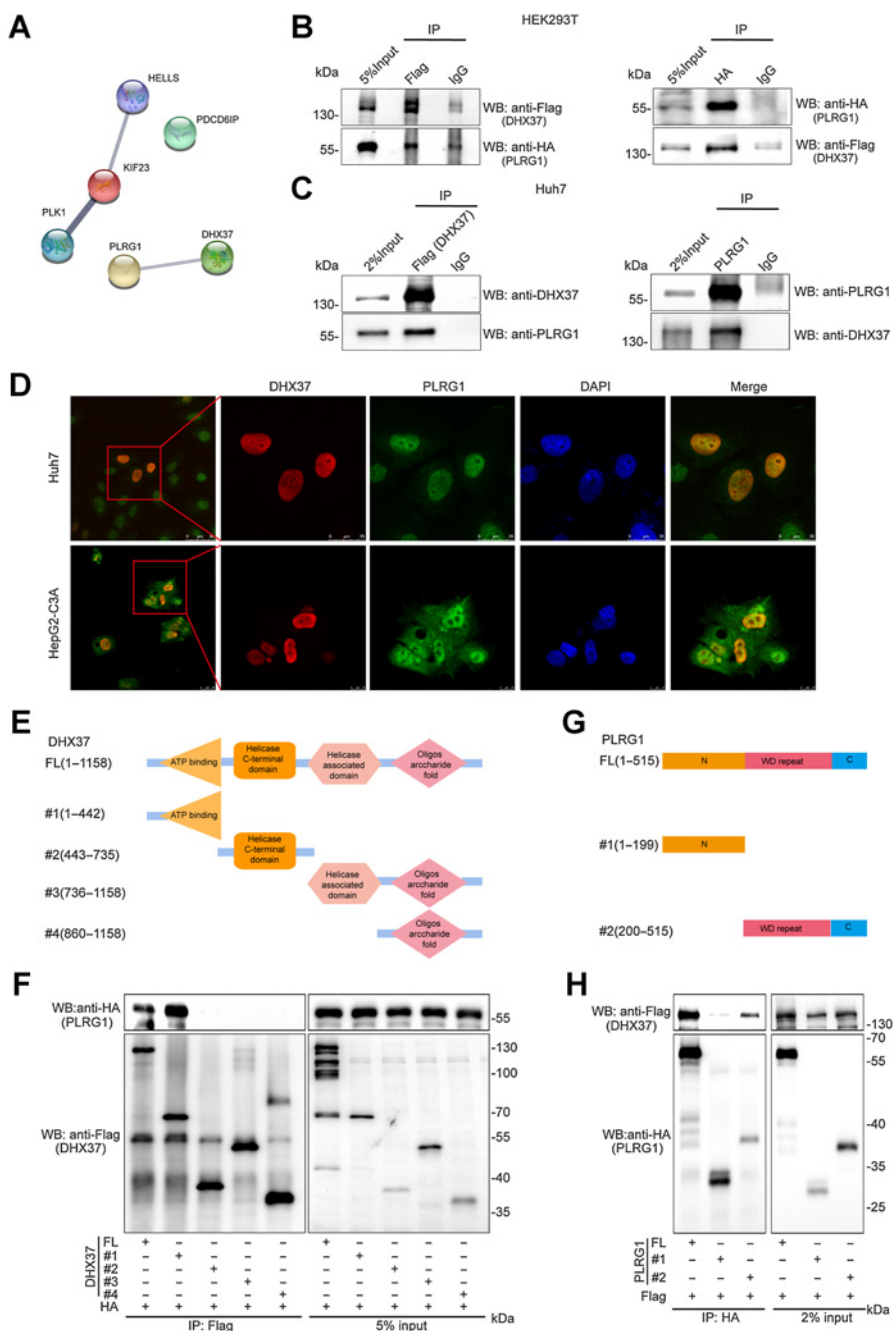 A
HELLS
PDCD6IP
KIF23
PLK1
PLRG1
DHX37
B
HEK293T
IP
kDa
5%Input
Flag
IgG
130-
WB: anti-Flag
(DHX37)
55-
WB: anti-HA
(PLRG1)
IP
kDa
5%Input
HA
IgG
55-
WB: anti-HA
(PLRG1)
130-
WB: anti-Flag
(DHX37)
C
Huh7
IP
kDa
2%Input
Flag (DHX37)
IgG
130-
WB: anti-DHX37
55-
WB: anti-PLRG1
IP
kDa
2%Input
PLRG1
IgG
55-
WB: anti-PLRG1
130-
WB: anti-DHX37
D
DHX37 PLRG1 DAPI Merge
Huh7
HepG2-C3A
E
DHX37
FL(1–1158)
ATP binding
Helicase
C-terminal
domain
Helicase
associated
domain
Oligos
arccharide
fold
#1(1–442)
ATP binding
#2(443–735)
Helicase
C-terminal
domain
#3(736–1158)
Helicase
associated
domain
Oligos
arccharide
fold
#4(860–1158)
Oligos
arccharide
fold
G
PLRG1
FL(1–515)
N WD repeat C
#1(1–199)
N
#2(200–515)
WD repeat C
F
WB:anti-HA
(PLRG1)
-55
WB: anti-Flag
(DHX37)
-130
-100
-70
-55
-40
-35
DHX37
FL + – – – – + – – – –
#1 – + – – – – + – – –
#2 – – + – – – – + – –
#3 – – – + – – – – + –
#4 – – – – + – – – – +
HA + + + + + + + + + +
kDa
IP: Flag 5% input
H
WB: anti-Flag
(DHX37)
-130
WB:anti-HA
(PLRG1)
-70
-55
-40
-35
-25
PLRG1
FL + – – + – –
#1 – + – – + –
#2 – – + – – +
Flag + + + + + +
IP: HA 2% input
kDa